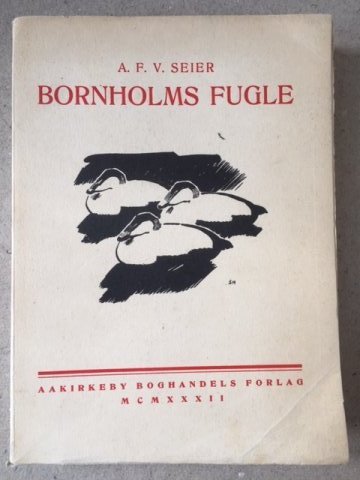 A. F. V. SEIER
BORNHOLMS FUGLE
SH
AAKIRKEBY BOGHANDELS FORLAG
MCMXXXII